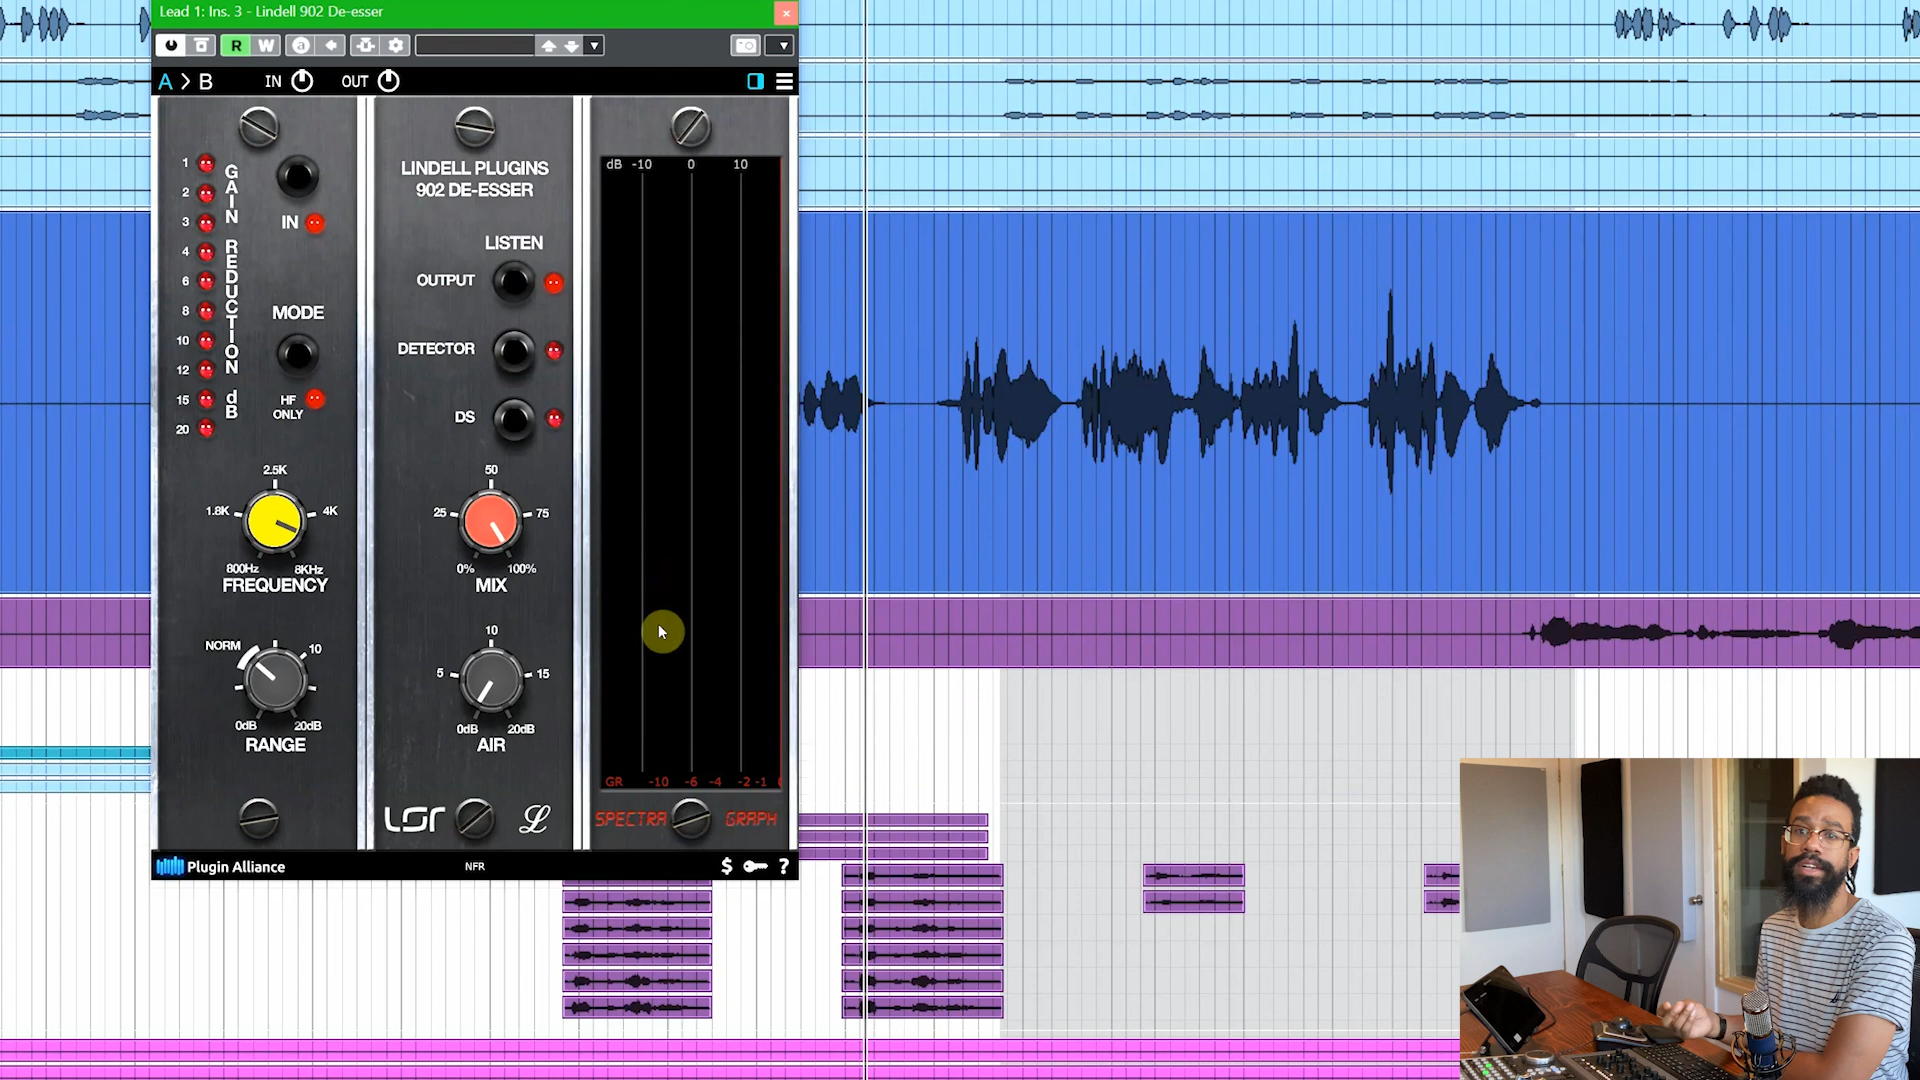 Lead 1: Ins. 3 - Lindell 902 De-esser
R W
A > B IN OUT
LINDELL PLUGINS
902 DE-ESSER
1
2
3
4
6
8
10
12
15
20
GAIN REDUCTION dB
IN
MODE
HF
ONLY
2.5K
1.8K 4K
800Hz 8KHz
FREQUENCY
NORM 10
0dB 20dB
RANGE
LISTEN
OUTPUT
DETECTOR
DS
50
25 75
0% 100%
MIX
10
5 15
0dB 20dB
AIR
LSR L
dB -10 0 10
GR -10 -6 -4 -2 -1 0
SPECTRA GRAPH
Plugin Alliance NFR $ ?